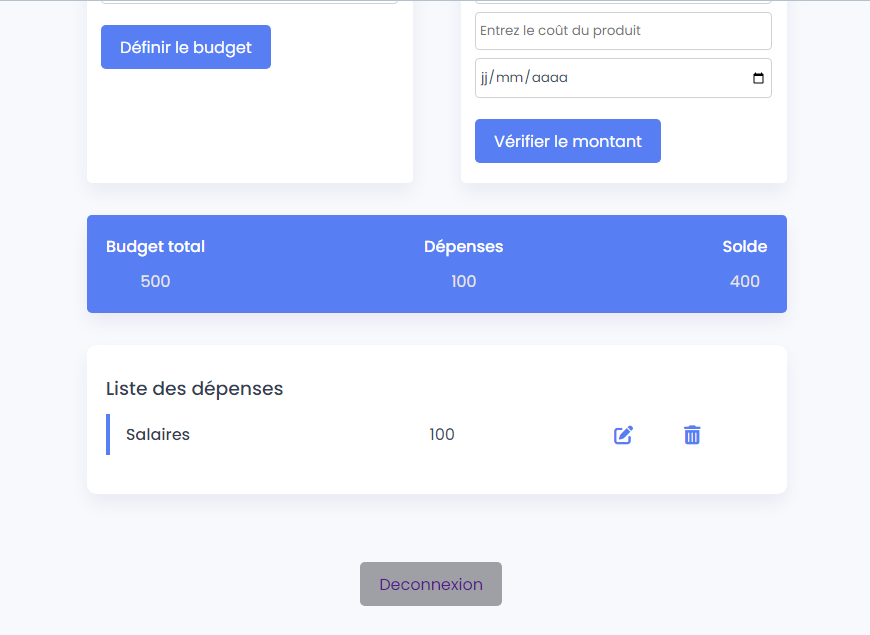 Définir le budget
Entrez le coût du produit
jj/mm/aaaa
Vérifier le montant
Budget total Dépenses Solde
500 100 400
Liste des dépenses
Salaires 100
Deconnexion